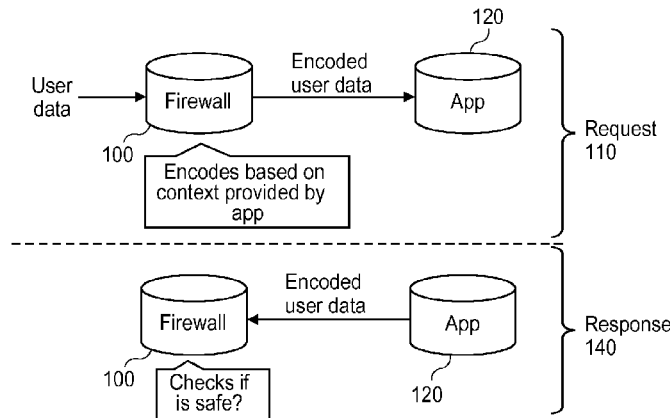 120
User
data
Firewall
Encoded
user data
App
100
Request
110
Encodes based on
context provided by
app
Firewall
Encoded
user data
App
Response
140
100
Checks if
is safe?
120